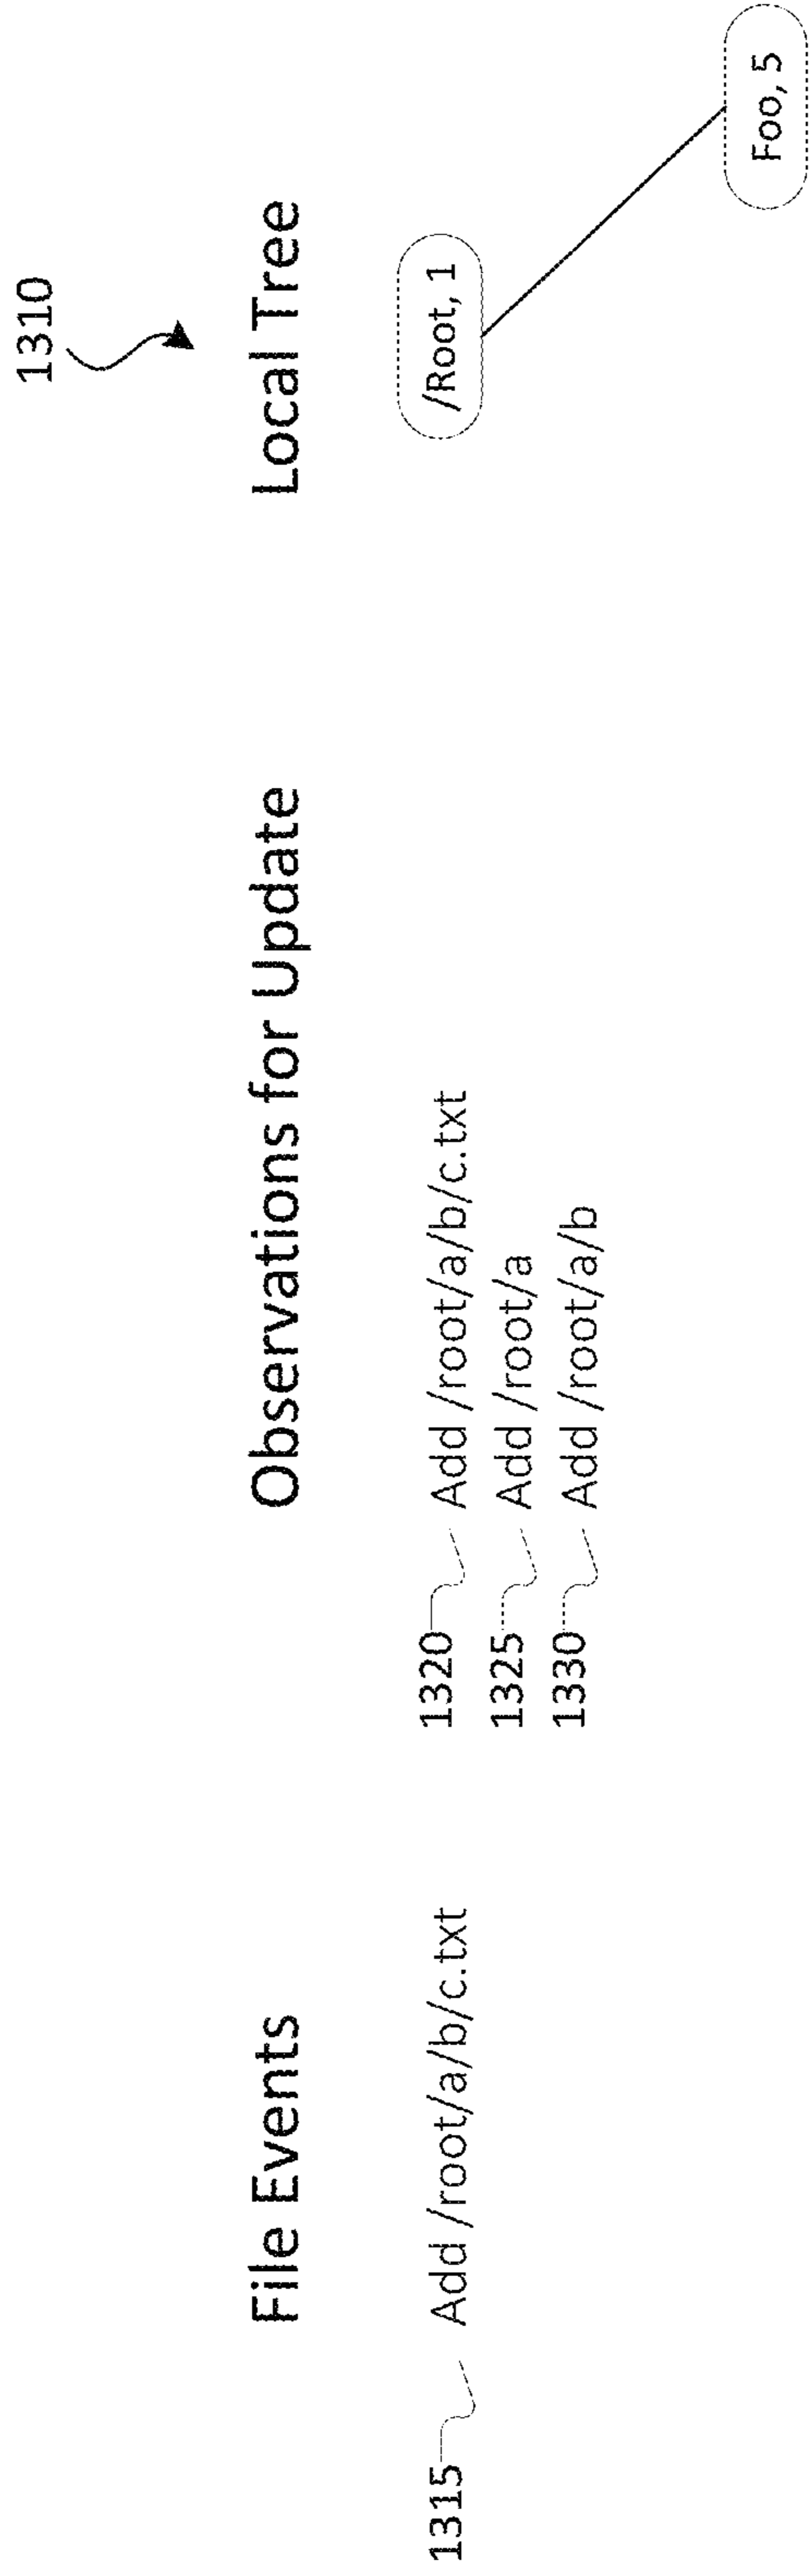 1310
File Events
Observations for Update
Local Tree
1315
Add /root/a/b/c.txt
1320
Add /root/a/b/c.txt
1325
Add /root/a
1330
Add /root/a/b
/Root, 1
Foo, 5